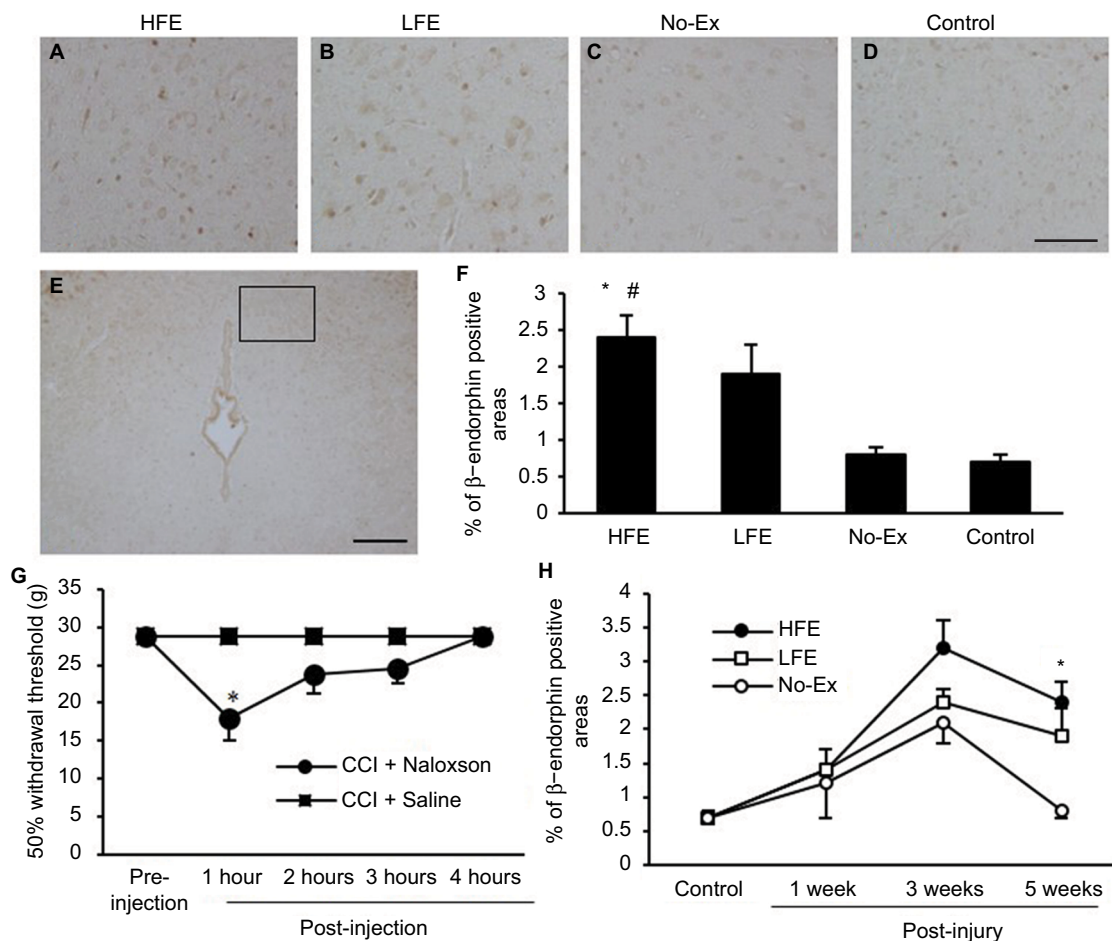 HFE LFE No-Ex Control
A B C D
E
F
% of β−endorphin positive
areas
3
2.5
2
1.5
1
0.5
0
* #
HFE LFE No-Ex Control
G
50% withdrawal threshold (g)
35
30
25
20
15
10
5
0
*
CCI + Naloxson
CCI + Saline
Pre-
injection
1 hour 2 hours 3 hours 4 hours
Post-injection
H
% of β−endorphin positive
areas
4
3.5
3
2.5
2
1.5
1
0.5
0
HFE
LFE
No-Ex
*
Control 1 week 3 weeks 5 weeks
Post-injury